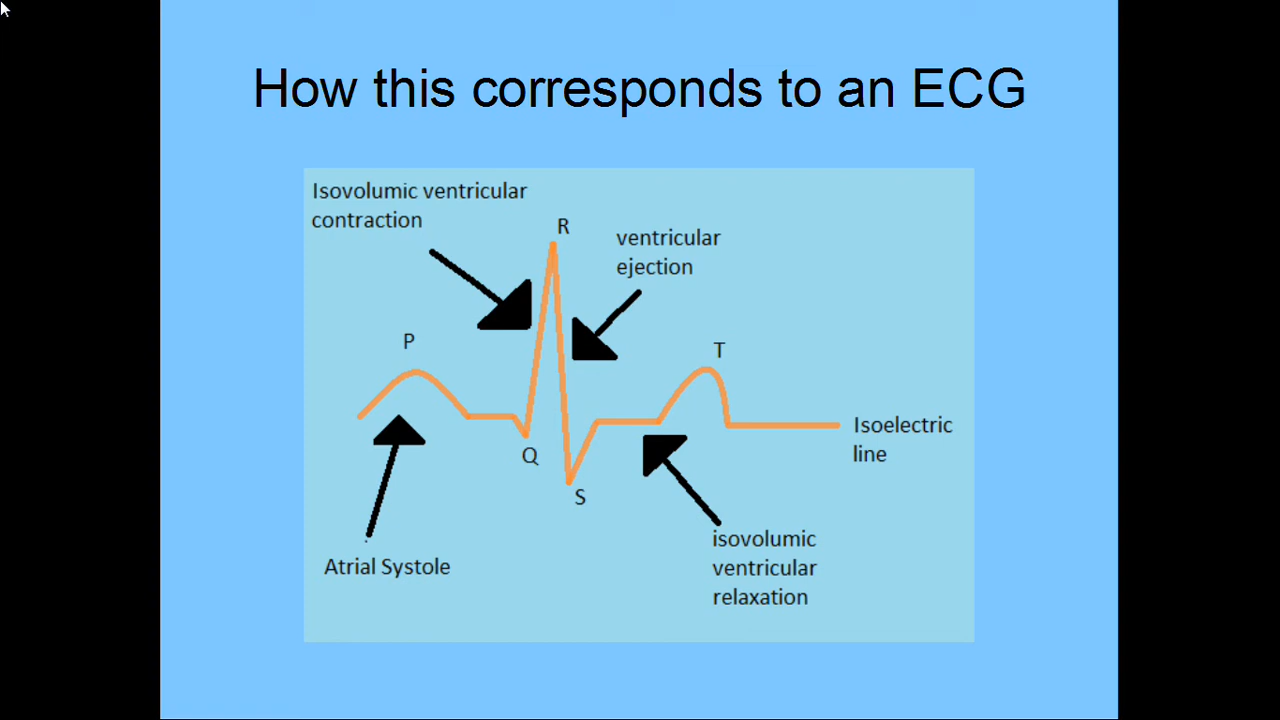 How this corresponds to an ECG
Isovolumic ventricular
contraction
R
ventricular
ejection
P
T
Q
S
Isoelectric
line
Atrial Systole
isovolumic
ventricular
relaxation